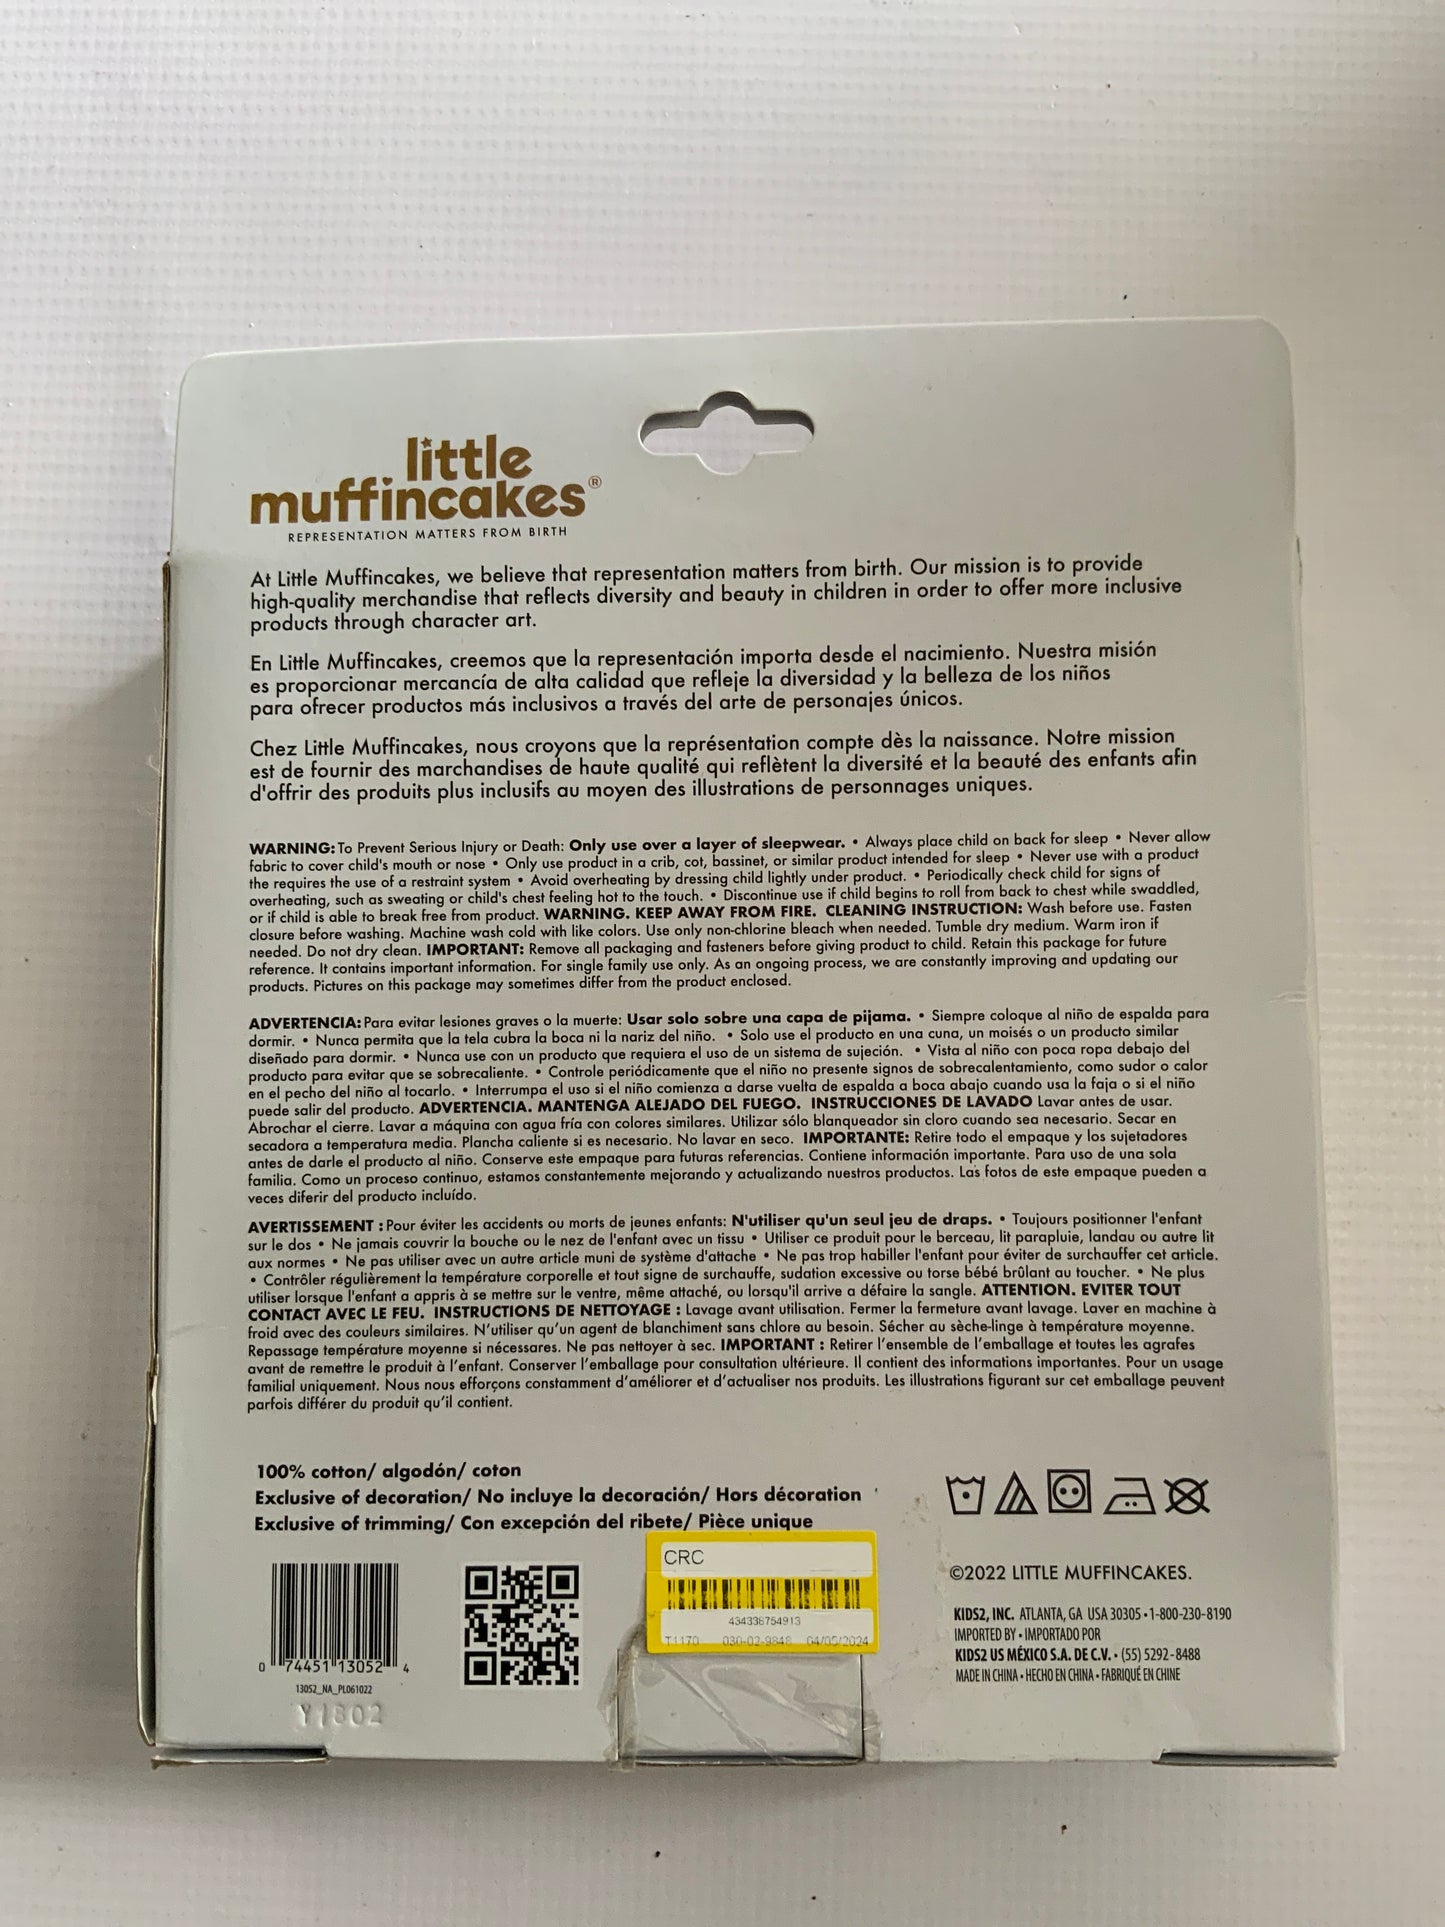 little
muffincakes®
REPRESENTATION MATTERS FROM BIRTH
At Little Muffincakes, we believe that representation matters from birth. Our mission is to provide
high-quality merchandise that reflects diversity and beauty in children in order to offer more inclusive
products through character art.
En Little Muffincakes, creemos que la representación importa desde el nacimiento. Nuestra misión
es proporcionar mercancía de alta calidad que refleje la diversidad y la belleza de los niños
para ofrecer productos más inclusivos a través del arte de personajes únicos.
Chez Little Muffincakes, nous croyons que la représentation compte dès la naissance. Notre mission
est de fournir des marchandises de haute qualité qui reflètent la diversité et la beauté des enfants afin
d'offrir des produits plus inclusifs au moyen des illustrations de personnages uniques.
WARNING: To Prevent Serious Injury or Death: Only use over a layer of sleepwear. • Always place child on back for sleep • Never allow
fabric to cover child's mouth or nose • Only use product in a crib, cot, bassinet, or similar product intended for sleep • Never use with a product
the requires the use of a restraint system • Avoid overheating by dressing child lightly under product. • Periodically check child for signs of
overheating, such as sweating or child's chest feeling hot to the touch. • Discontinue use if child begins to roll from back to chest while swaddled,
or if child is able to break free from product. WARNING. KEEP AWAY FROM FIRE. CLEANING INSTRUCTION: Wash before use. Fasten
closure before washing. Machine wash cold with like colors. Use only non-chlorine bleach when needed. Tumble dry medium. Warm iron if
needed. Do not dry clean. IMPORTANT: Remove all packaging and fasteners before giving product to child. Retain this package for future
reference. It contains important information. For single family use only. As an ongoing process, we are constantly improving and updating our
products. Pictures on this package may sometimes differ from the product enclosed.
ADVERTENCIA: Para evitar lesiones graves o la muerte: Usar solo sobre una capa de pijama. • Siempre coloque al niño de espalda para
dormir. • Nunca permita que la tela cubra la boca ni la nariz del niño. • Solo use el producto en una cuna, un moisés o un producto similar
diseñado para dormir. • Nunca use con un producto que requiera el uso de un sistema de sujeción. • Vista al niño con poca ropa debajo del
producto para evitar que se sobrecaliente. • Controle periódicamente que el niño no presente signos de sobrecalentamiento, como sudor o calor
en el pecho del niño al tocarlo. • Interrumpa el uso si el niño comienza a darse vuelta de espalda a boca abajo cuando usa la faja o si el niño
puede salir del producto. ADVERTENCIA. MANTENGA ALEJADO DEL FUEGO. INSTRUCCIONES DE LAVADO Lavar antes de usar.
Abrochar el cierre. Lavar a máquina con agua fría con colores similares. Utilizar sólo blanqueador sin cloro cuando sea necesario. Secar en
secadora a temperatura media. Plancha caliente si es necesario. No lavar en seco. IMPORTANTE: Retire todo el empaque y los sujetadores
antes de darle el producto al niño. Conserve este empaque para futuras referencias. Contiene información importante. Para uso de una sola
familia. Como un proceso continuo, estamos constantemente mejorando y actualizando nuestros productos. Las fotos de este empaque pueden a
veces diferir del producto incluído.
AVERTISSEMENT : Pour éviter les accidents ou morts de jeunes enfants: N'utiliser qu'un seul jeu de draps. • Toujours positionner l'enfant
sur le dos • Ne jamais couvrir la bouche ou le nez de l'enfant avec un tissu • Utiliser ce produit pour le berceau, lit parapluie, landau ou autre lit
aux normes • Ne pas utiliser avec un autre article muni de système d'attache • Ne pas trop habiller l'enfant pour éviter de surchauffer cet article.
• Contrôler régulièrement la température corporelle et tout signe de surchauffe, sudation excessive ou torse bébé brûlant au toucher. • Ne plus
utiliser lorsque l'enfant a appris à se mettre sur le ventre, même attaché, ou lorsqu'il arrive a défaire la sangle. ATTENTION. EVITER TOUT
CONTACT AVEC LE FEU. INSTRUCTIONS DE NETTOYAGE : Lavage avant utilisation. Fermer la fermeture avant lavage. Laver en machine à
froid avec des couleurs similaires. N'utiliser qu'un agent de blanchiment sans chlore au besoin. Sécher au sèche-linge à température moyenne.
Repassage température moyenne si nécessares. Ne pas nettoyer à sec. IMPORTANT : Retirer l'ensemble de l'emballage et toutes les agrafes
avant de remettre le produit à l'enfant. Conserver l'emballage pour consultation ultérieure. Il contient des informations importantes. Pour un usage
familial uniquement. Nous nous efforçons constamment d'améliorer et d'actualiser nos produits. Les illustrations figurant sur cet emballage peuvent
parfois différer du produit qu'il contient.
100% cotton/ algodón/ coton
Exclusive of decoration/ No incluye la decoración/ Hors décoration
Exclusive of trimming/ Con excepción del ribete/ Pièce unique
CRC
434338754913
T1170 030-02-9848 04/05/2024
0 74451 13052 4
13052_NA_PL061022
Y1802
©2022 LITTLE MUFFINCAKES.
KIDS2, INC. ATLANTA, GA USA 30305 • 1-800-230-8190
IMPORTED BY • IMPORTADO POR
KIDS2 US MÉXICO S.A. DE C.V. • (55) 5292-8488
MADE IN CHINA • HECHO EN CHINA • FABRIQUÉ EN CHINE